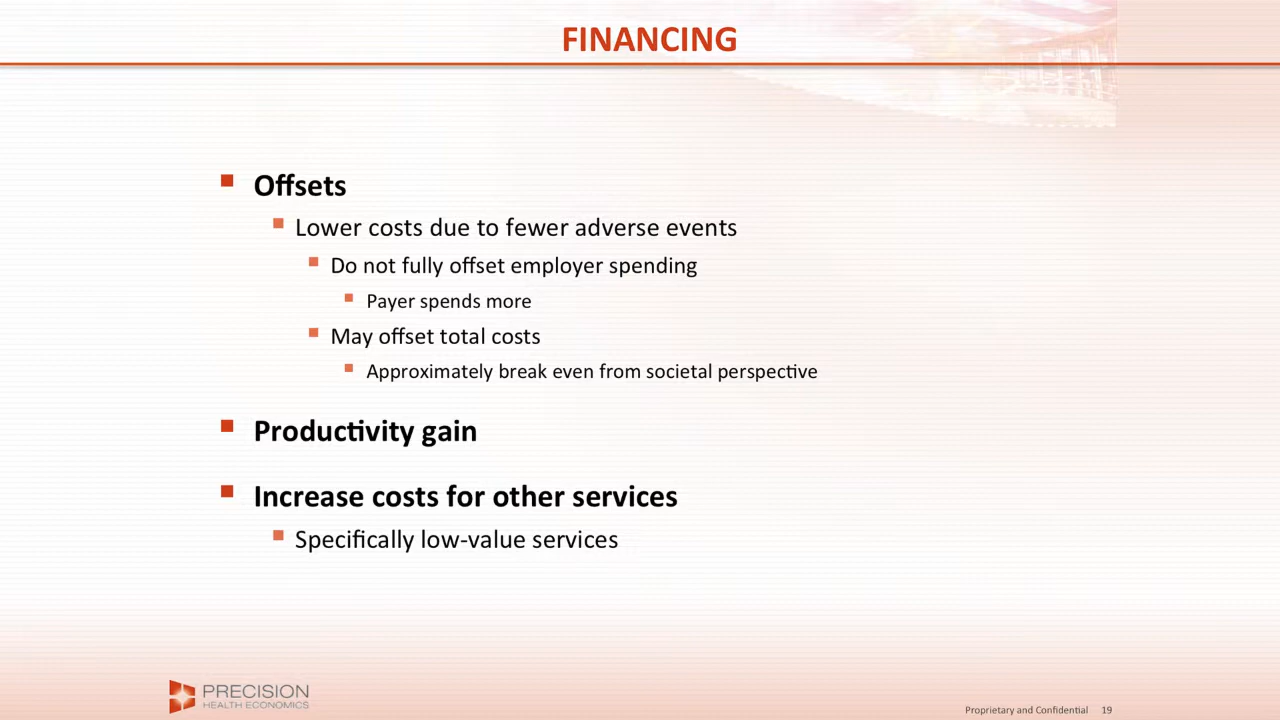 FINANCING
Offsets
Lower costs due to fewer adverse events
Do not fully offset employer spending
Payer spends more
May offset total costs
Approximately break even from societal perspective
Productivity gain
Increase costs for other services
Specifically low-value services
PRECISION
HEALTH ECONOMICS
Proprietary and Confidential 19